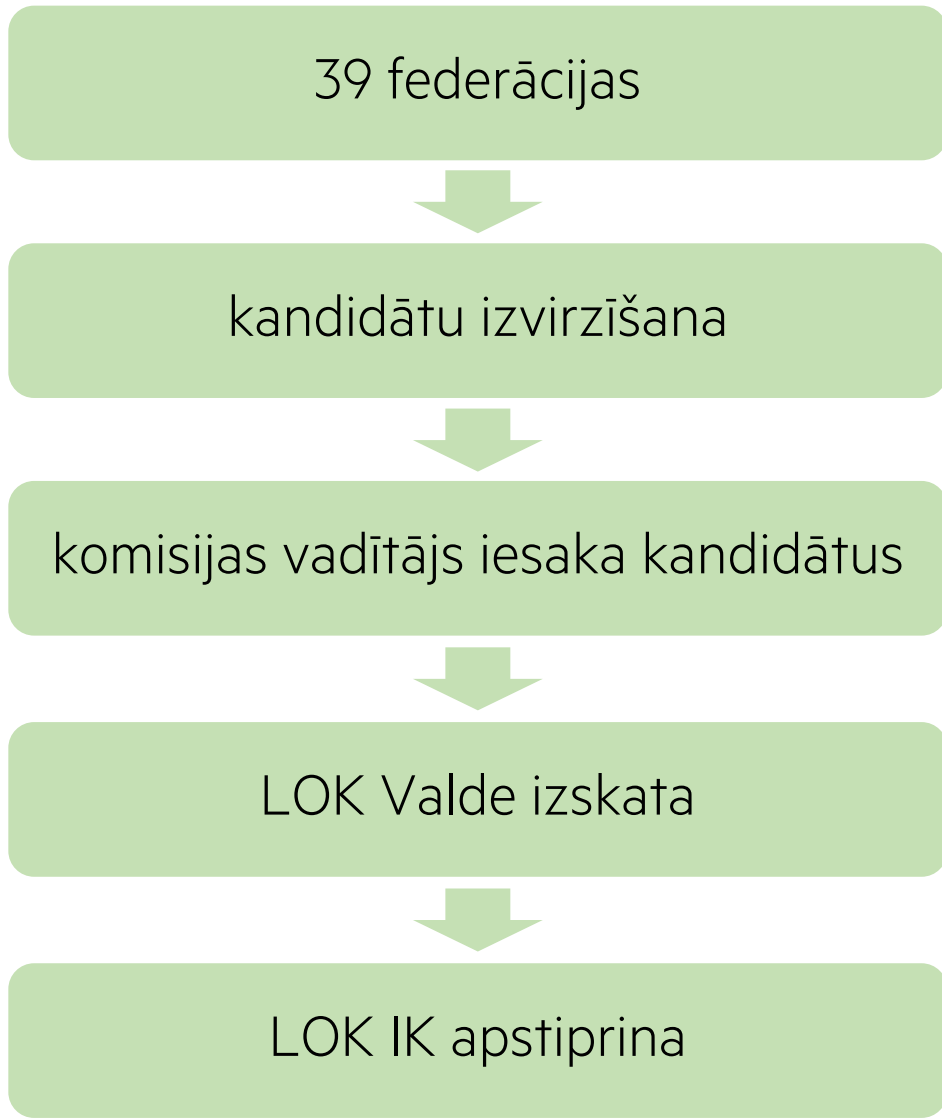 39 federācijas
kandidātu izvirzīšana
komisijas vadītājs iesaka kandidātus
LOK Valde izskata
LOK IK apstiprina